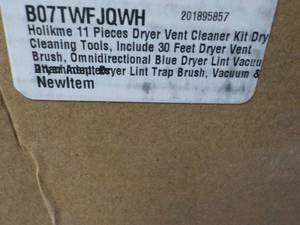 B07TWFJQWH 201895857
Holikme 11 Pieces Dryer Vent Cleaner Kit Dry
Cleaning Tools, Include 30 Feet Dryer Vent
Brush, Omnidirectional Blue Dryer Lint Vacuu
Dryer Lint Trap Brush, Vacuum &
NewItem